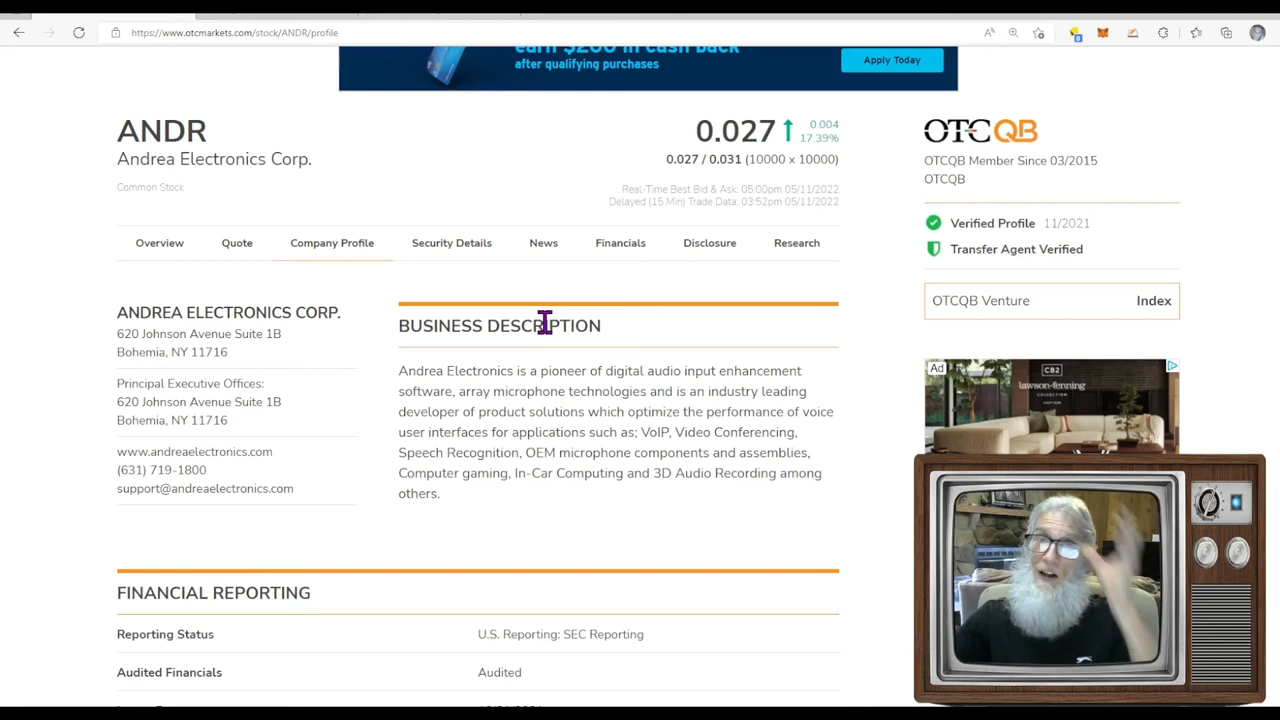 https://www.otcmarkets.com/stock/ANDR/profile
after qualifying purchases
Apply Today
ANDR
Andrea Electronics Corp.
Common Stock
0.027
0.004
17.39%
0.027 / 0.031 (10000 x 10000)
Real-Time Best Bid & Ask: 05:00pm 05/11/2022
Delayed (15 Min) Trade Data: 03:52pm 05/11/2022
OTCQB
OTCQB Member Since 03/2015
OTCQB
Verified Profile 11/2021
Transfer Agent Verified
OTCQB Venture Index
Overview Quote Company Profile Security Details News Financials Disclosure Research
ANDREA ELECTRONICS CORP.
620 Johnson Avenue Suite 1B
Bohemia, NY 11716
Principal Executive Offices:
620 Johnson Avenue Suite 1B
Bohemia, NY 11716
www.andreaelectronics.com
(631) 719-1800
support@andreaelectronics.com
BUSINESS DESCRIPTION
Andrea Electronics is a pioneer of digital audio input enhancement
software, array microphone technologies and is an industry leading
developer of product solutions which optimize the performance of voice
user interfaces for applications such as; VoIP, Video Conferencing,
Speech Recognition, OEM microphone components and assemblies,
Computer gaming, In-Car Computing and 3D Audio Recording among
others.
Ad
CB2
lawson-fenning
COLLECTION
FINANCIAL REPORTING
Reporting Status U.S. Reporting: SEC Reporting
Audited Financials Audited